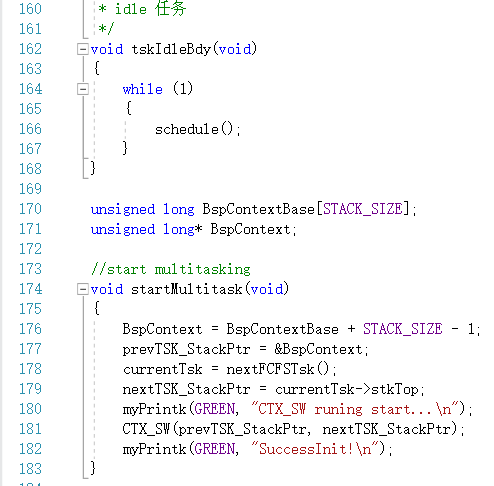 160 * idle 任务
161 */
162 void tskIdleBdy(void)
163 {
164 while (1)
165 {
166 schedule();
167 }
168 }
169
170 unsigned long BspContextBase[STACK_SIZE];
171 unsigned long* BspContext;
172
173 //start multitasking
174 void startMultitask(void)
175 {
176 BspContext = BspContextBase + STACK_SIZE - 1;
177 prevTSK_StackPtr = &BspContext;
178 currentTsk = nextFCFSTsk();
179 nextTSK_StackPtr = currentTsk->stkTop;
180 myPrintk(GREEN, "CTX_SW runing start...\n");
181 CTX_SW(prevTSK_StackPtr, nextTSK_StackPtr);
182 myPrintk(GREEN, "SuccessInit!\n");
183 }